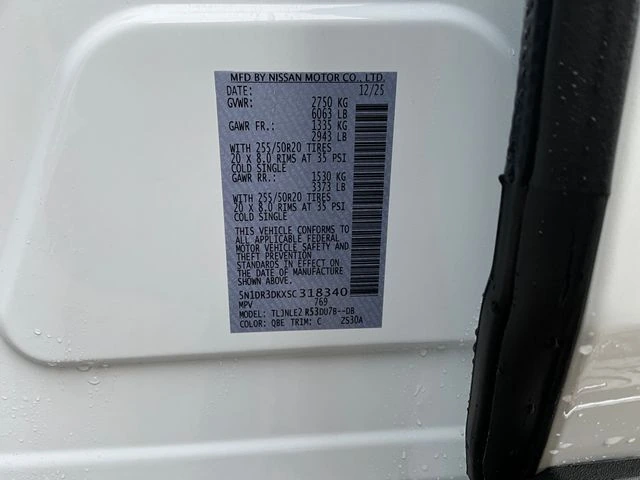 MFD BY NISSAN MOTOR CO., LTD.
DATE: 12/25
GVWR: 2750 KG
6063 LB
GAWR FR.: 1335 KG
2943 LB
WITH 255/50R20 TIRES
20 X 8.0 RIMS AT 35 PSI
COLD SINGLE
GAWR RR.: 1530 KG
3373 LB
WITH 255/50R20 TIRES
20 X 8.0 RIMS AT 35 PSI
COLD SINGLE
THIS VEHICLE CONFORMS TO
ALL APPLICABLE FEDERAL
MOTOR VEHICLE SAFETY AND
THEFT PREVENTION
STANDARDS IN EFFECT ON
THE DATE OF MANUFACTURE
SHOWN ABOVE.
5N1DR3DKXSC318340
MPV 769
MODEL: TLJNLE2 R53DU7B--DB
COLOR: QBE TRIM: C ZS30A